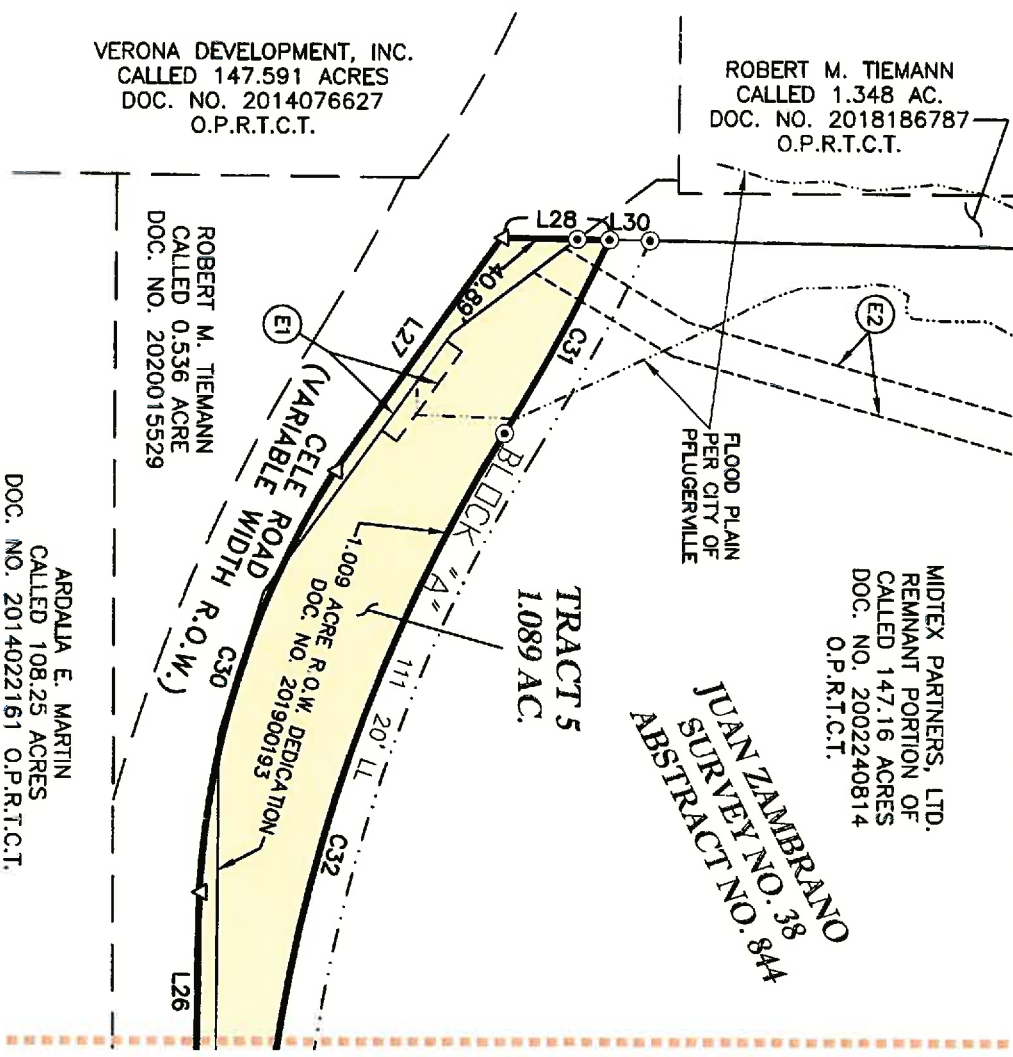 VERONA DEVELOPMENT, INC.
CALLED 147.591 ACRES
DOC. NO. 2014076627
O.P.R.T.C.T.
ROBERT M. TIEMANN
CALLED 1.348 AC.
DOC. NO. 2018186787
O.P.R.T.C.T.
ROBERT M. TIEMANN
CALLED 0.536 ACRE
DOC. NO. 2020015529
L28
L30
40.89'
L27
E1
C31
E2
FLOOD PLAIN
PER CITY OF
PFLUGERVILLE
CELE ROAD
(VARIABLE WIDTH R.O.W.)
BLOCK "A"
111
20' LL
1.009 ACRE R.O.W. DEDICATION
DOC. NO. 201900193
TRACT 5
1.089 AC.
MIDTEX PARTNERS, LTD.
REMNANT PORTION OF
CALLED 147.16 ACRES
DOC. NO. 2002240814
O.P.R.T.C.T.
JUAN ZAMBRANO
SURVEY NO. 38
ABSTRACT NO. 844
C30
C32
L26
ARDALIA E. MARTIN
CALLED 108.25 ACRES
DOC. NO. 2014022161 O.P.R.T.C.T.